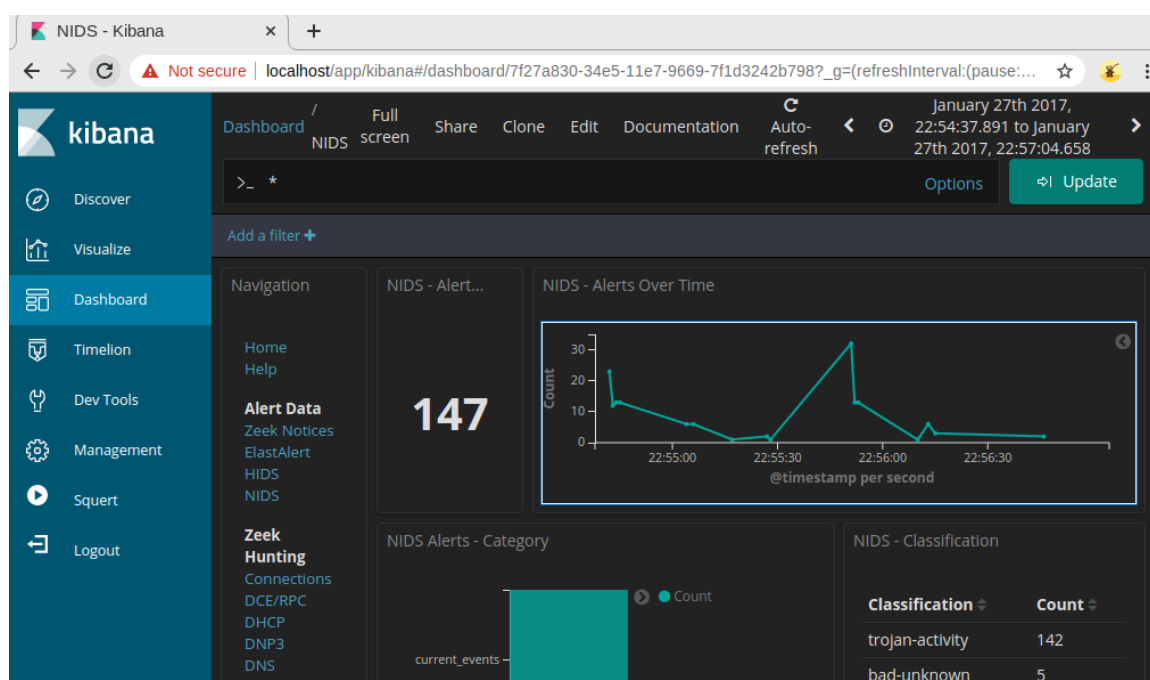 NIDS - Kibana
Not secure | localhost/app/kibana#/dashboard/7f27a830-34e5-11e7-9669-7f1d3242b798?_g=(refreshInterval:(pause:...
kibana
Discover
Visualize
Dashboard
Timelion
Dev Tools
Management
Squert
Logout
Dashboard / NIDS
Full screen
Share
Clone
Edit
Documentation
Auto-refresh
January 27th 2017,
22:54:37.891 to January
27th 2017, 22:57:04.658
>_ *
Options
Update
Add a filter +
Navigation
Home
Help
Alert Data
Zeek Notices
ElastAlert
HIDS
NIDS
Zeek
Hunting
Connections
DCE/RPC
DHCP
DNP3
DNS
NIDS - Alert...
147
NIDS - Alerts Over Time
Count
30
20
10
0
22:55:00 22:55:30 22:56:00 22:56:30
@timestamp per second
NIDS Alerts - Category
Count
current_events
NIDS - Classification
Classification Count
trojan-activity 142
bad-unknown 5